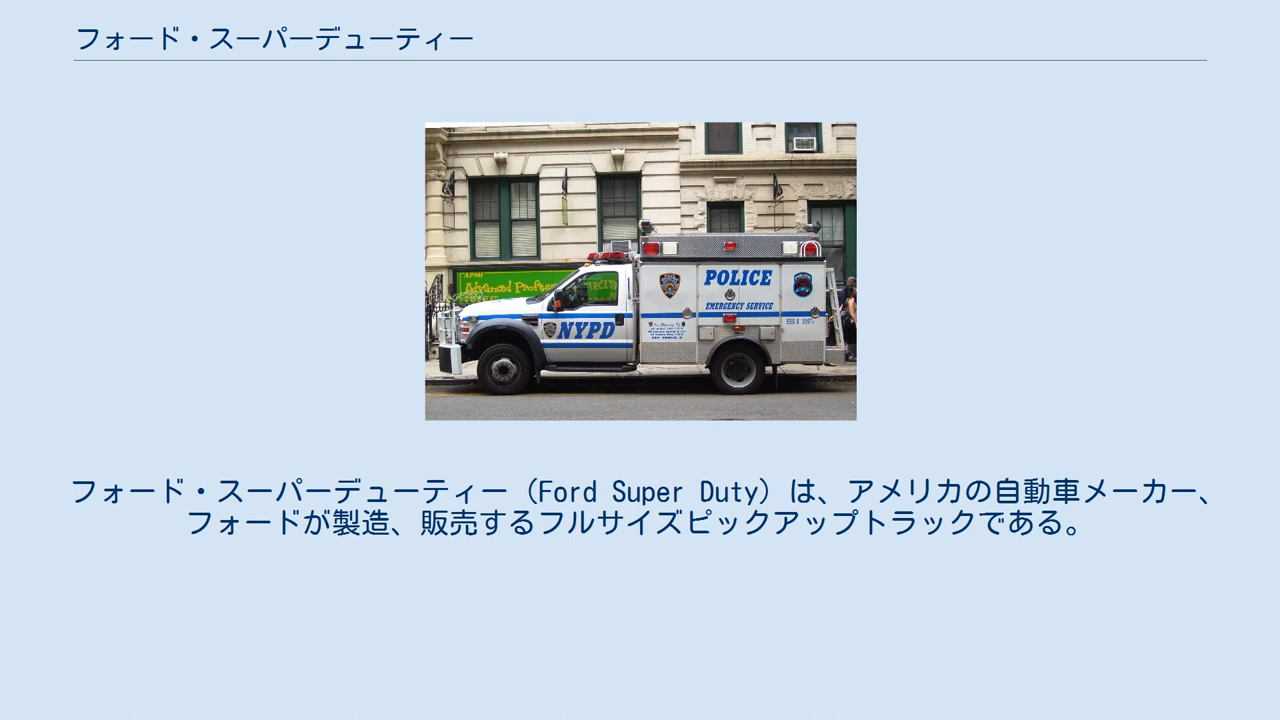 フォード・スーパーデューティー
APMI
Advanced Profess
POLICE
EMERGENCY SERVICE
NYPD
フォード・スーパーデューティー（Ford Super Duty）は、アメリカの自動車メーカー、
フォードが製造、販売するフルサイズピックアップトラックである。